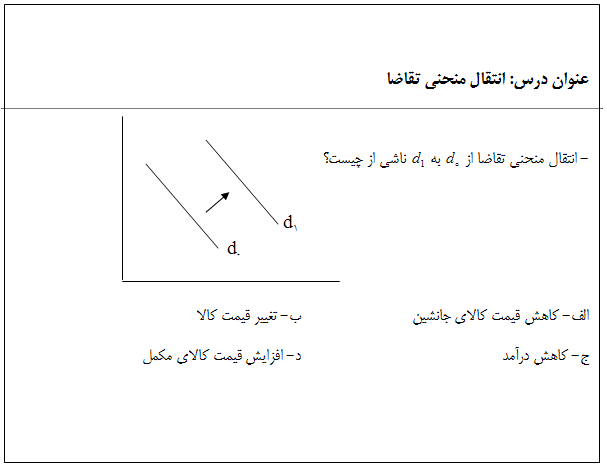 عنوان درس: انتقال منحنی تقاضا
- انتقال منحنی تقاضا از d۰ به d1 ناشی از چیست؟
d۱
d۰
الف- کاهش قیمت کالای جانشین ب- تغییر قیمت کالا
ج- کاهش درآمد د- افزایش قیمت کالای مکمل